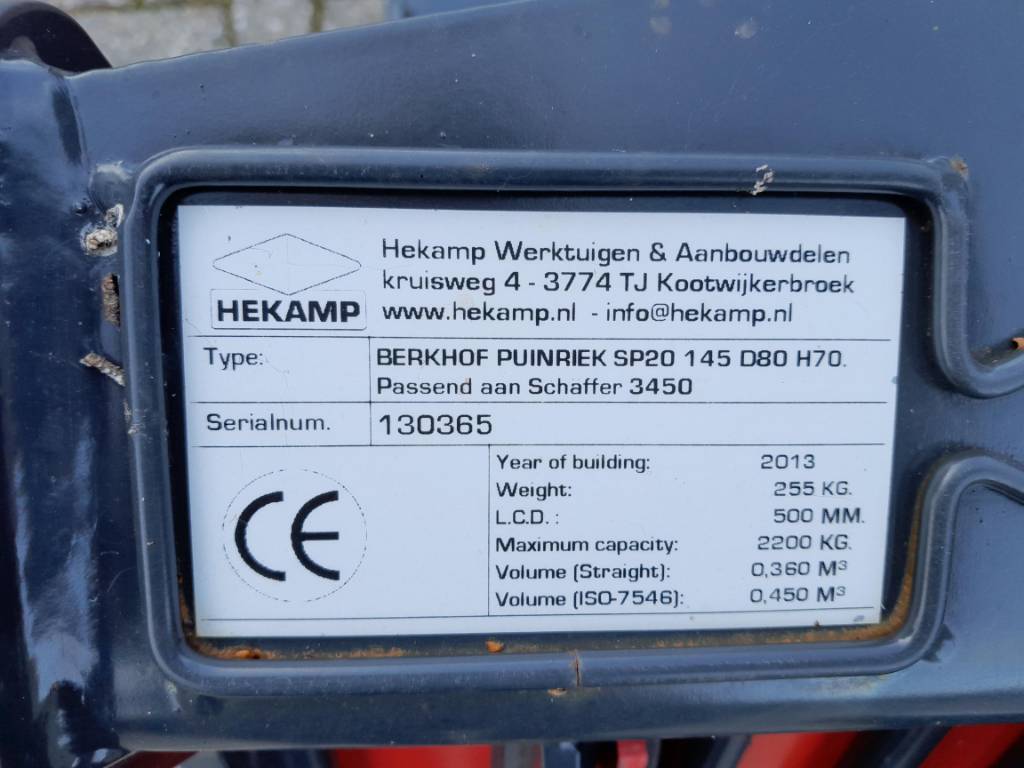 HEKAMP
Hekamp Werktuigen & Aanbouwdelen
kruisweg 4 - 3774 TJ Kootwijkerbroek
www.hekamp.nl - info@hekamp.nl
Type: BERKHOF PUINRIEK SP20 145 D80 H70.
Passend aan Schaffer 3450
Serialnum. 130365
CE
Year of building: 2013
Weight: 255 KG.
L.C.D. : 500 MM.
Maximum capacity: 2200 KG.
Volume (Straight): 0,360 M³
Volume (ISO-7546): 0,450 M³